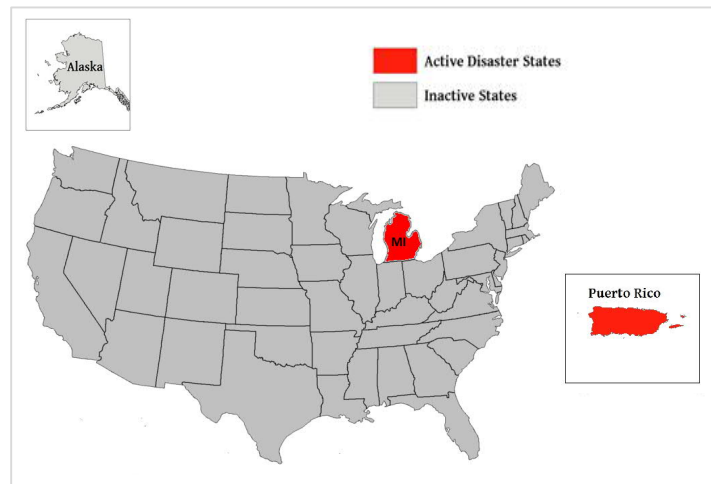 Alaska
Active Disaster States
Inactive States
MI
Puerto Rico